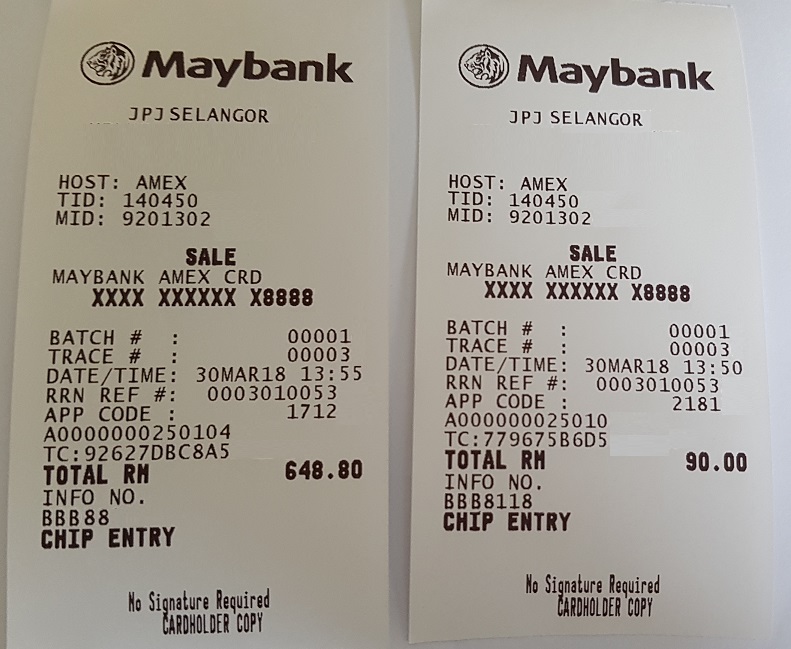 Maybank
JPJ SELANGOR
HOST: AMEX
TID: 140450
MID: 9201302
SALE
MAYBANK AMEX CRD
XXXX XXXXXX X8888
BATCH # : 00001
TRACE # : 00003
DATE/TIME: 30MAR18 13:55
RRN REF #: 0003010053
APP CODE : 1712
A0000000250104
TC:92627DBC8A5
TOTAL RM 648.80
INFO NO.
BBB88
CHIP ENTRY
No Signature Required
CARDHOLDER COPY
Maybank
JPJ SELANGOR
HOST: AMEX
TID: 140450
MID: 9201302
SALE
MAYBANK AMEX CRD
XXXX XXXXXX X8888
BATCH # : 00001
TRACE # : 00003
DATE/TIME: 30MAR18 13:50
RRN REF #: 0003010053
APP CODE : 2181
A00000025010
TC:779675B6D5
TOTAL RM 90.00
INFO NO.
BBB8118
CHIP ENTRY
No Signature Required
CARDHOLDER COPY